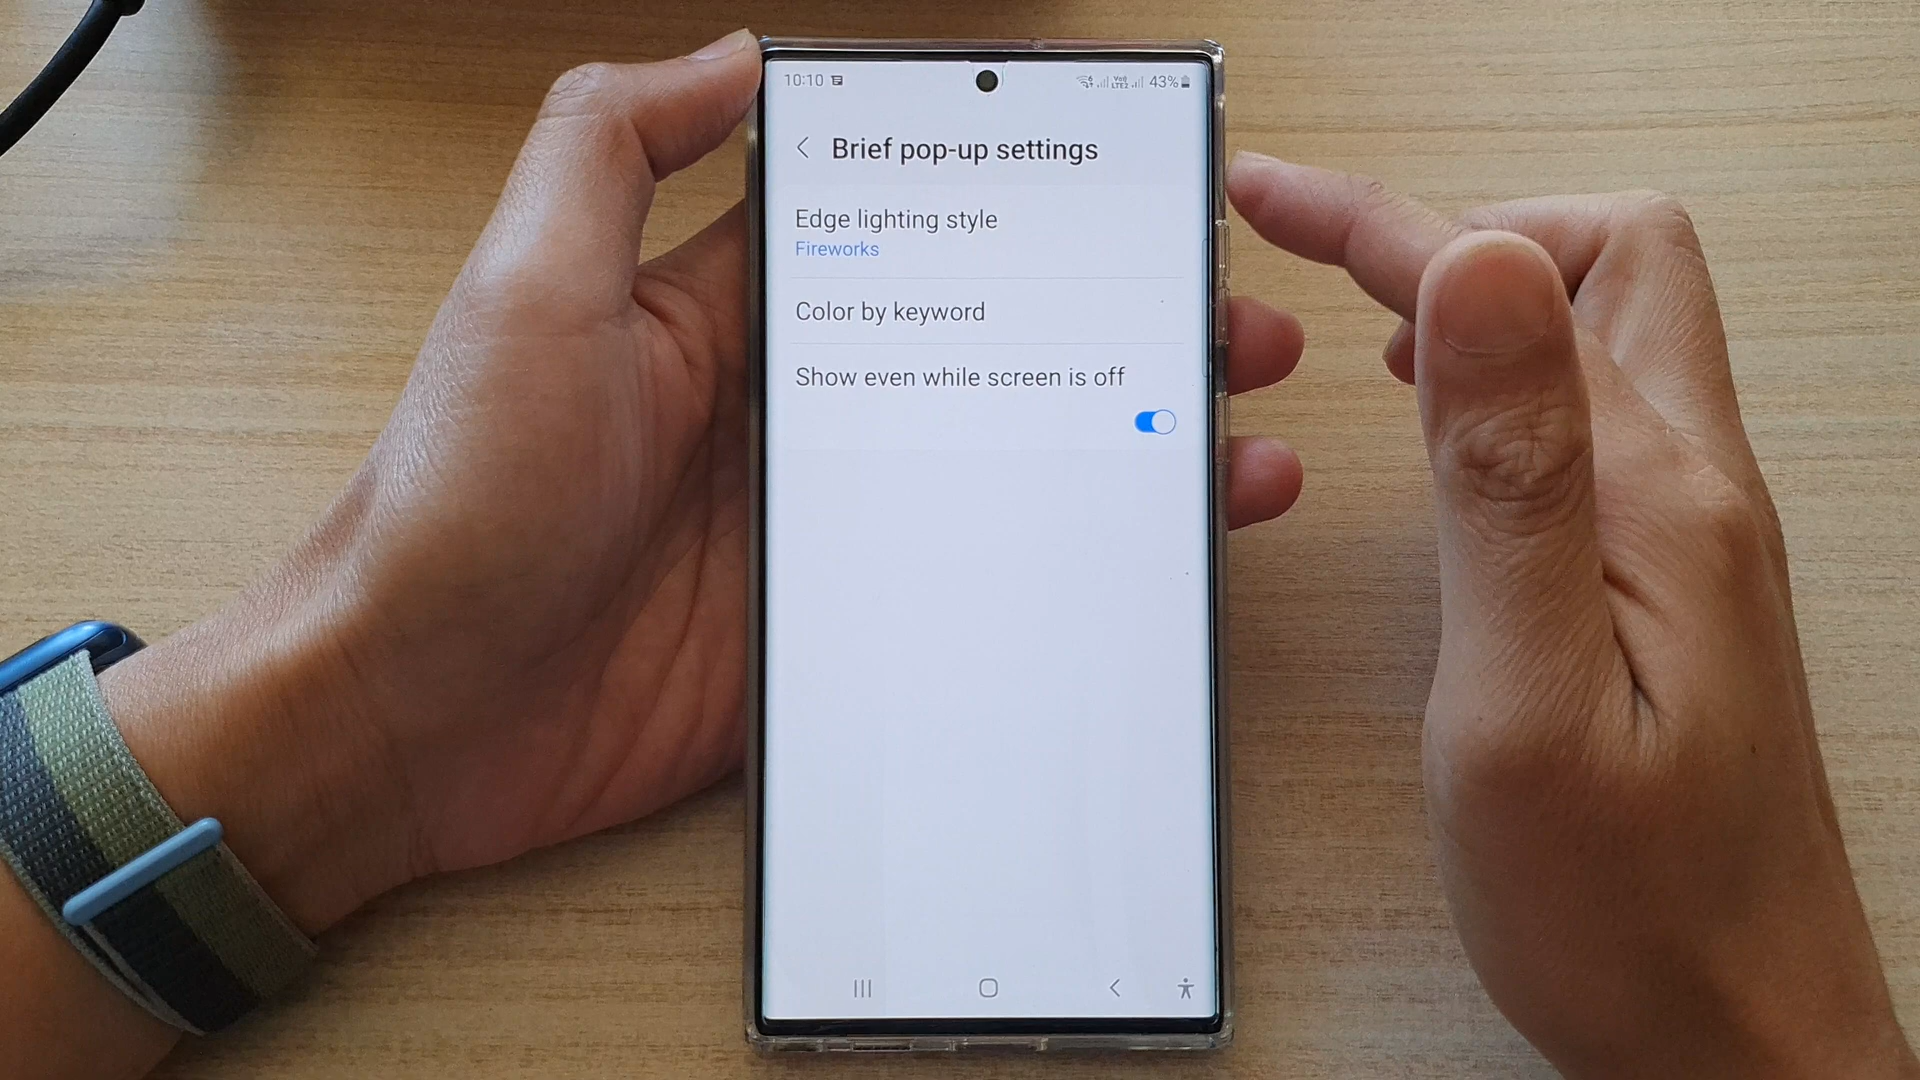 10:10 43%
Brief pop-up settings
Edge lighting style
Fireworks
Color by keyword
Show even while screen is off